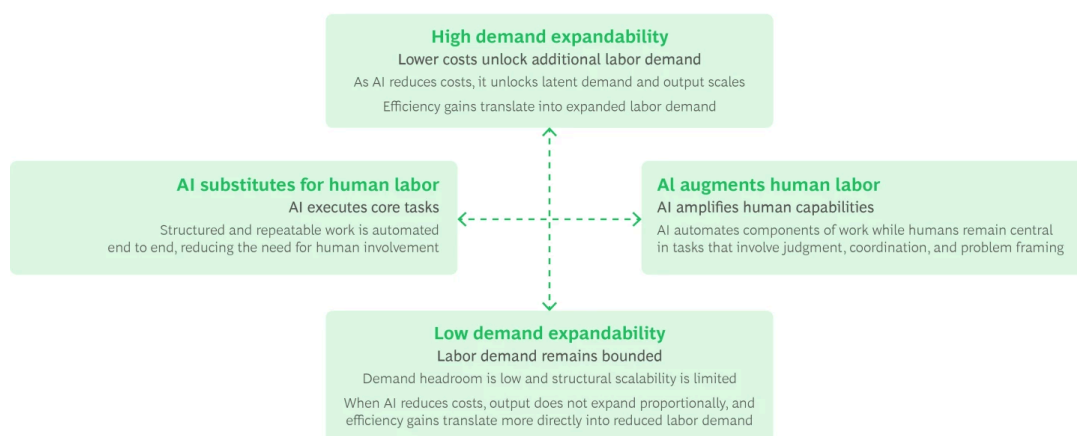 High demand expandability
Lower costs unlock additional labor demand
As AI reduces costs, it unlocks latent demand and output scales
Efficiency gains translate into expanded labor demand
AI substitutes for human labor
AI executes core tasks
Structured and repeatable work is automated
end to end, reducing the need for human involvement
AI augments human labor
AI amplifies human capabilities
AI automates components of work while humans remain central
in tasks that involve judgment, coordination, and problem framing
Low demand expandability
Labor demand remains bounded
Demand headroom is low and structural scalability is limited
When AI reduces costs, output does not expand proportionally, and
efficiency gains translate more directly into reduced labor demand